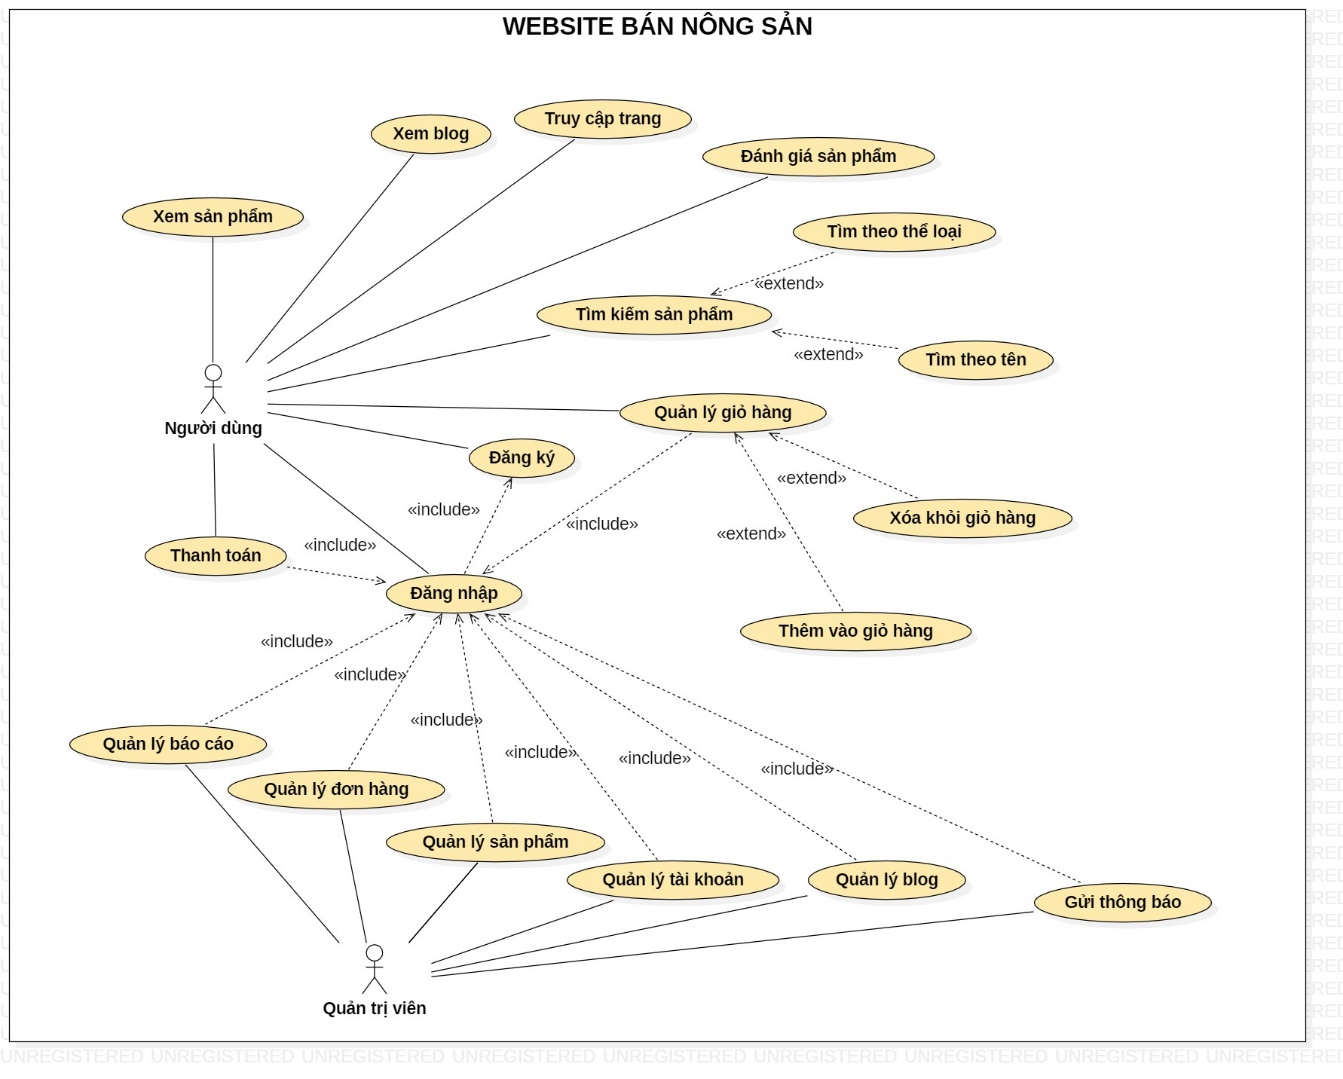 WEBSITE BÁN NÔNG SẢN
Truy cập trang
Xem blog
Đánh giá sản phẩm
Xem sản phẩm
Tìm theo thể loại
«extend»
Tìm kiếm sản phẩm
«extend»
Tìm theo tên
Quản lý giỏ hàng
Người dùng
Đăng ký
«extend»
«include»
Xóa khỏi giỏ hàng
«include»
«extend»
«include»
Thanh toán
Đăng nhập
Thêm vào giỏ hàng
«include»
«include»
«include»
Quản lý báo cáo
«include»
«include»
«include»
Quản lý đơn hàng
Quản lý sản phẩm
Quản lý tài khoản
Quản lý blog
Gửi thông báo
Quản trị viên
UNREGISTERED UNREGISTERED UNREGISTERED UNREGISTERED UNREGISTERED UNREGISTERED UNREGISTERED UNREGISTERED UNREGISTERED